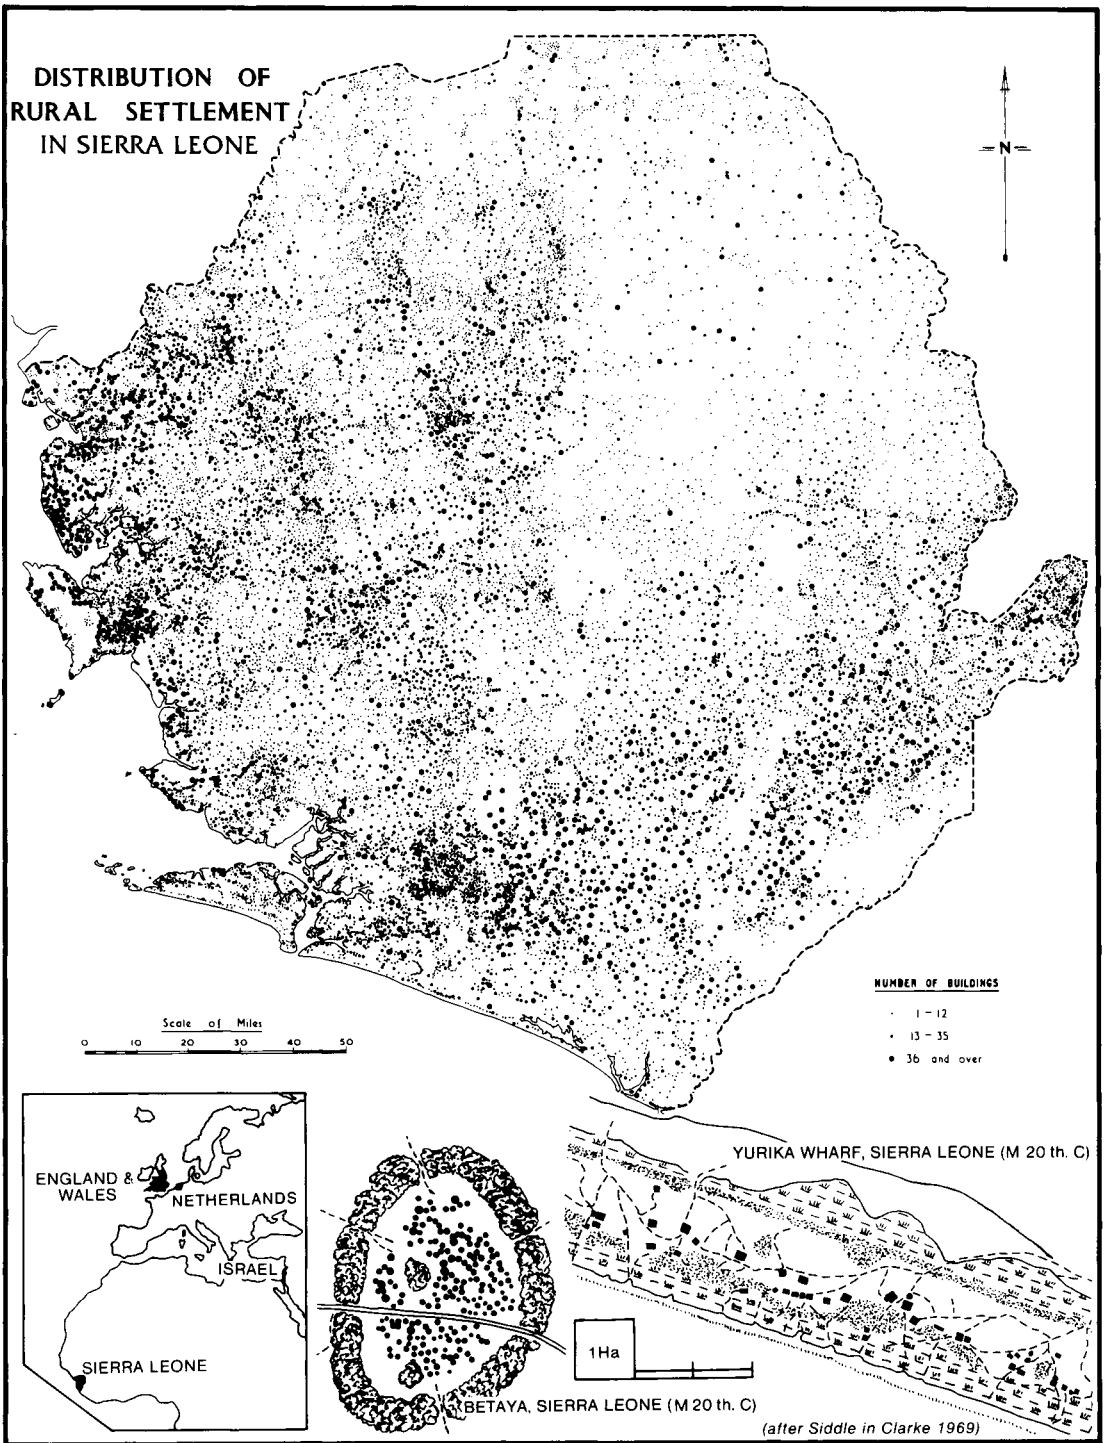 DISTRIBUTION OF
RURAL SETTLEMENT
IN SIERRA LEONE
N
NUMBER OF BUILDINGS
1 – 12
13 – 35
36 and over
Scale of Miles
0 10 20 30 40 50
ENGLAND &
WALES
NETHERLANDS
ISRAEL
SIERRA LEONE
YURIKA WHARF, SIERRA LEONE (M 20 th. C)
1Ha
BETAYA, SIERRA LEONE (M 20 th. C)
(after Siddle in Clarke 1969)